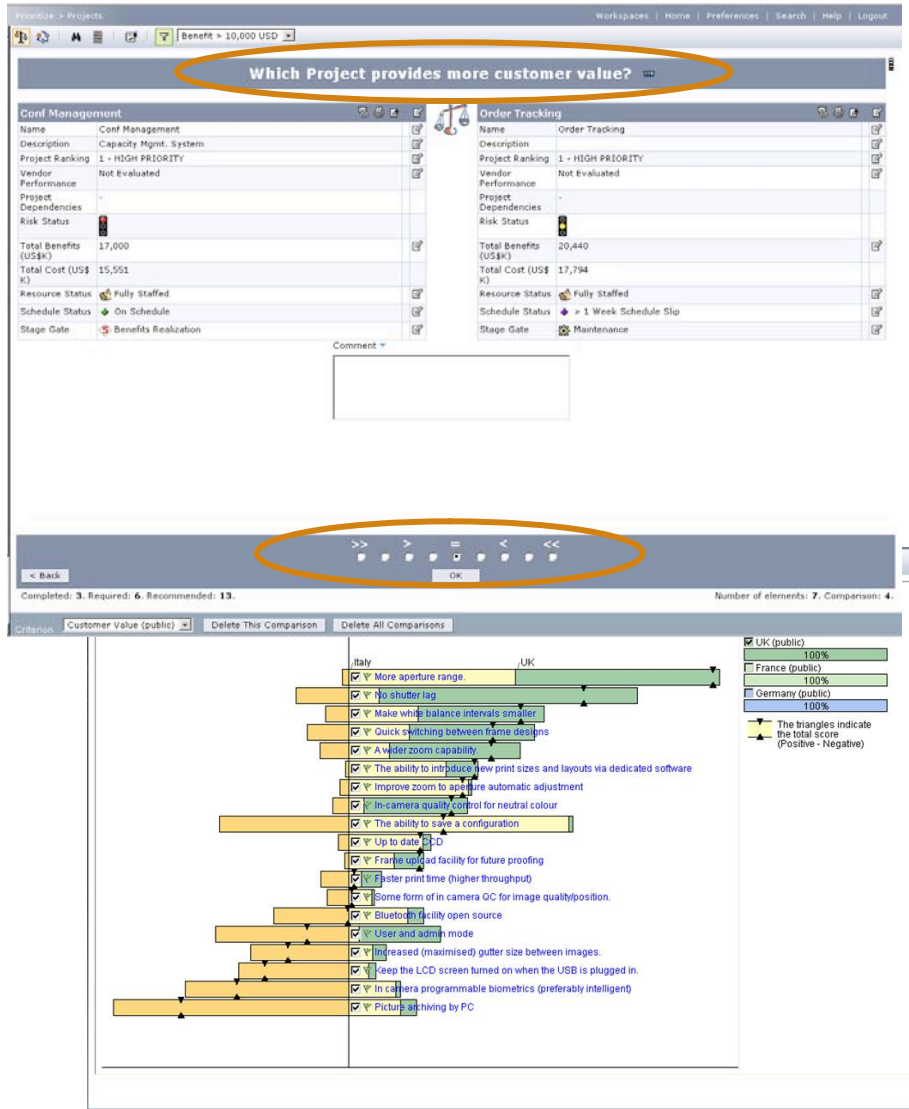 Prioritize > Projects
Workspaces | Home | Preferences | Search | Help | Logout
Benefit > 10,000 USD
Which Project provides more customer value?
Conf Management
Name Conf Management
Description Capacity Mgmt. System
Project Ranking 1 - HIGH PRIORITY
Vendor Performance Not Evaluated
Project Dependencies -
Risk Status
Total Benefits (US$K) 17,000
Total Cost (US$ K) 15,551
Resource Status Fully Staffed
Schedule Status On Schedule
Stage Gate Benefits Realization
Order Tracking
Name Order Tracking
Description
Project Ranking 1 - HIGH PRIORITY
Vendor Performance Not Evaluated
Project Dependencies -
Risk Status
Total Benefits (US$K) 20,440
Total Cost (US$ K) 17,794
Resource Status Fully Staffed
Schedule Status > 1 Week Schedule Slip
Stage Gate Maintenance
Comment
>> > = < <<
< Back
OK
Completed: 3. Required: 6. Recommended: 13.
Number of elements: 7. Comparison: 4.
Criterion Customer Value (public) Delete This Comparison Delete All Comparisons
Italy UK
More aperture range.
No shutter lag
Make white balance intervals smaller
Quick switching between frame designs
A wider zoom capability.
The ability to introduce new print sizes and layouts via dedicated software
Improve zoom to aperture automatic adjustment
In-camera quality control for neutral colour
The ability to save a configuration
Up to date CCD
Frame upload facility for future proofing
Faster print time (higher throughput)
Some form of in camera QC for image quality/position.
Bluetooth facility open source
User and admin mode
Increased (maximised) gutter size between images.
Keep the LCD screen turned on when the USB is plugged in.
In camera programmable biometrics (preferably intelligent)
Picture archiving by PC
UK (public)
100%
France (public)
100%
Germany (public)
100%
The triangles indicate
the total score
(Positive - Negative)